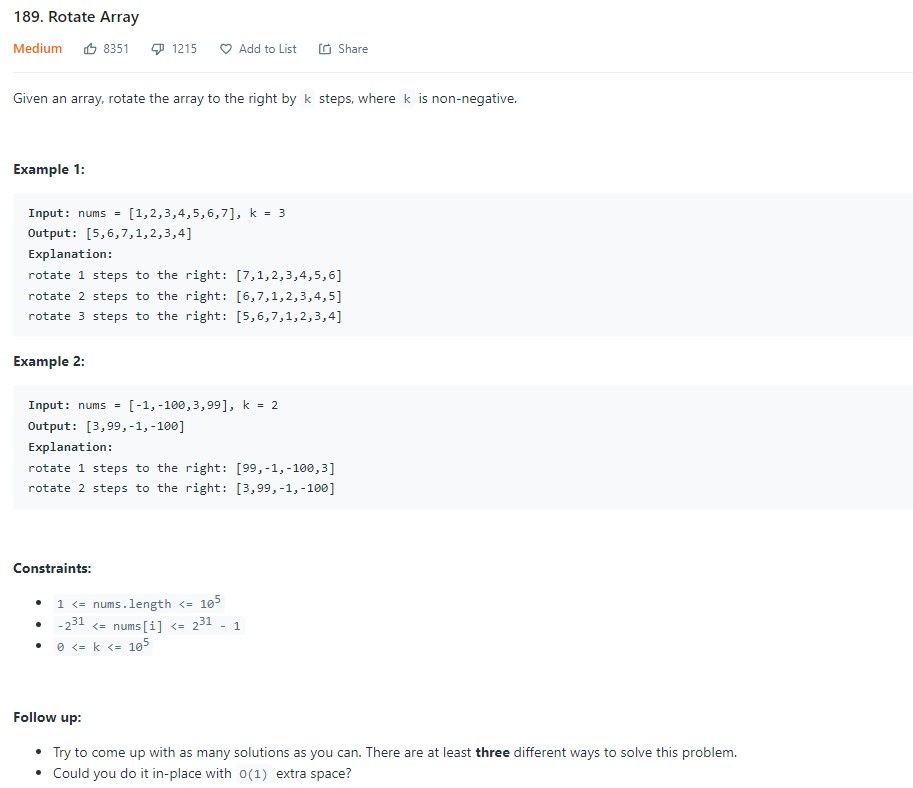 189. Rotate Array
Medium 8351 1215 Add to List Share
Given an array, rotate the array to the right by k steps, where k is non-negative.
Example 1:
Input: nums = [1,2,3,4,5,6,7], k = 3
Output: [5,6,7,1,2,3,4]
Explanation:
rotate 1 steps to the right: [7,1,2,3,4,5,6]
rotate 2 steps to the right: [6,7,1,2,3,4,5]
rotate 3 steps to the right: [5,6,7,1,2,3,4]
Example 2:
Input: nums = [-1,-100,3,99], k = 2
Output: [3,99,-1,-100]
Explanation:
rotate 1 steps to the right: [99,-1,-100,3]
rotate 2 steps to the right: [3,99,-1,-100]
Constraints:
• 1 <= nums.length <= 10⁵
• -2³¹ <= nums[i] <= 2³¹ - 1
• 0 <= k <= 10⁵
Follow up:
• Try to come up with as many solutions as you can. There are at least three different ways to solve this problem.
• Could you do it in-place with O(1) extra space?